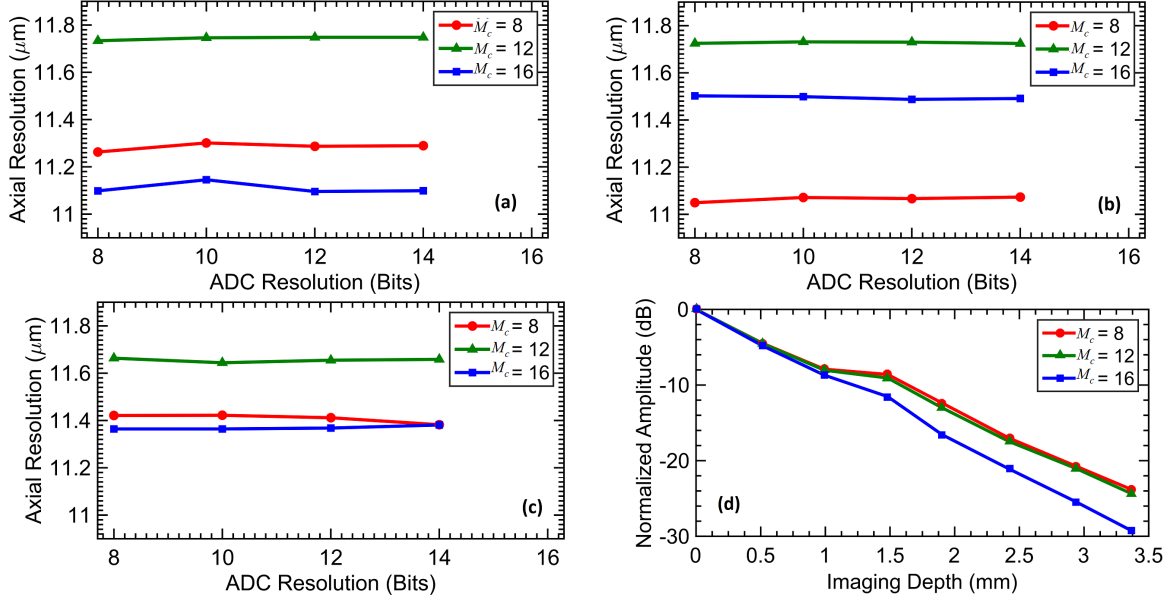 11.8
11.6
11.4
11.2
11
Axial Resolution (μm)
8 10 12 14 16
ADC Resolution (Bits)
M_c = 8
M_c = 12
M_c = 16
(a)
11.8
11.6
11.4
11.2
11
Axial Resolution (μm)
8 10 12 14 16
ADC Resolution (Bits)
M_c = 8
M_c = 12
M_c = 16
(b)
11.8
11.6
11.4
11.2
11
Axial Resolution (μm)
8 10 12 14 16
ADC Resolution (Bits)
M_c = 8
M_c = 12
M_c = 16
(c)
0
-10
-20
-30
Normalized Amplitude (dB)
0 0.5 1 1.5 2 2.5 3 3.5
Imaging Depth (mm)
M_c = 8
M_c = 12
M_c = 16
(d)